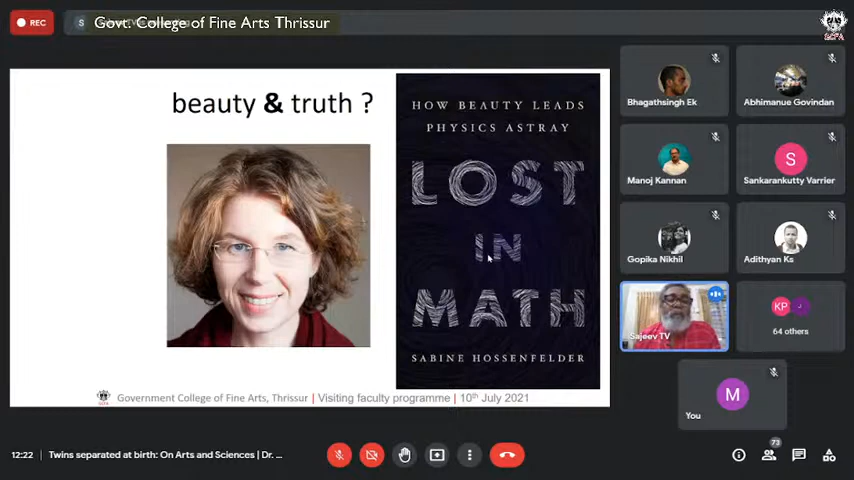 REC
S
Govt. College of Fine Arts Thrissur
SCFA
beauty & truth ?
HOW BEAUTY LEADS
PHYSICS ASTRAY
LOST
IN
MATH
SABINE HOSSENFELDER
Government College of Fine Arts, Thrissur | Visiting faculty programme | 10th July 2021
Bhagathsingh Ek
Abhimanue Govindan
Manoj Kannan
S
Sankarankutty Varrier
Gopika Nikhil
Adithyan Ks
Sajeev TV
KP
J
64 others
M
You
12:22 | Twins separated at birth: On Arts and Sciences | Dr. ...
73